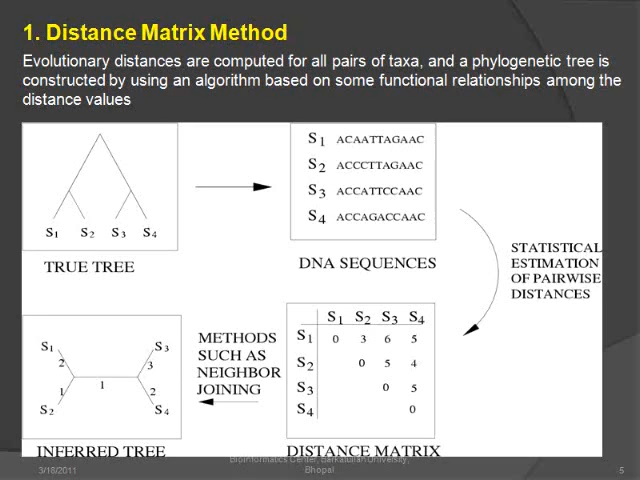 1. Distance Matrix Method
Evolutionary distances are computed for all pairs of taxa, and a phylogenetic tree is
constructed by using an algorithm based on some functional relationships among the
distance values
S1 S2 S3 S4
TRUE TREE
S1 ACAATTAGAAC
S2 ACCCTTAGAAC
S3 ACCATTCCAAC
S4 ACCAGACCAAC
DNA SEQUENCES
STATISTICAL
ESTIMATION
OF PAIRWISE
DISTANCES
S1 S2 S3 S4
S1 0 3 6 5
S2 0 5 4
S3 0 5
S4 0
DISTANCE MATRIX
METHODS
SUCH AS
NEIGHBOR
JOINING
S1 S3
2 3
1
1 2
S2 S4
INFERRED TREE
3/18/2011
Bioinformatics Center, Barkatullah University,
Bhopal
5